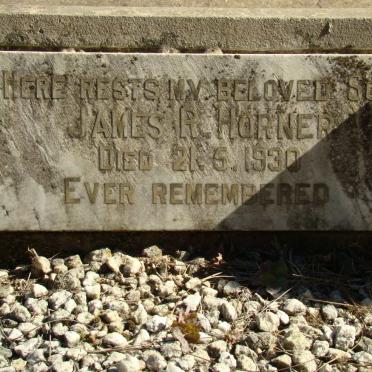 HERE RESTS MY BELOVED
JAMES R. HORNER
DIED 21.5.1930
EVER REMEMBERED